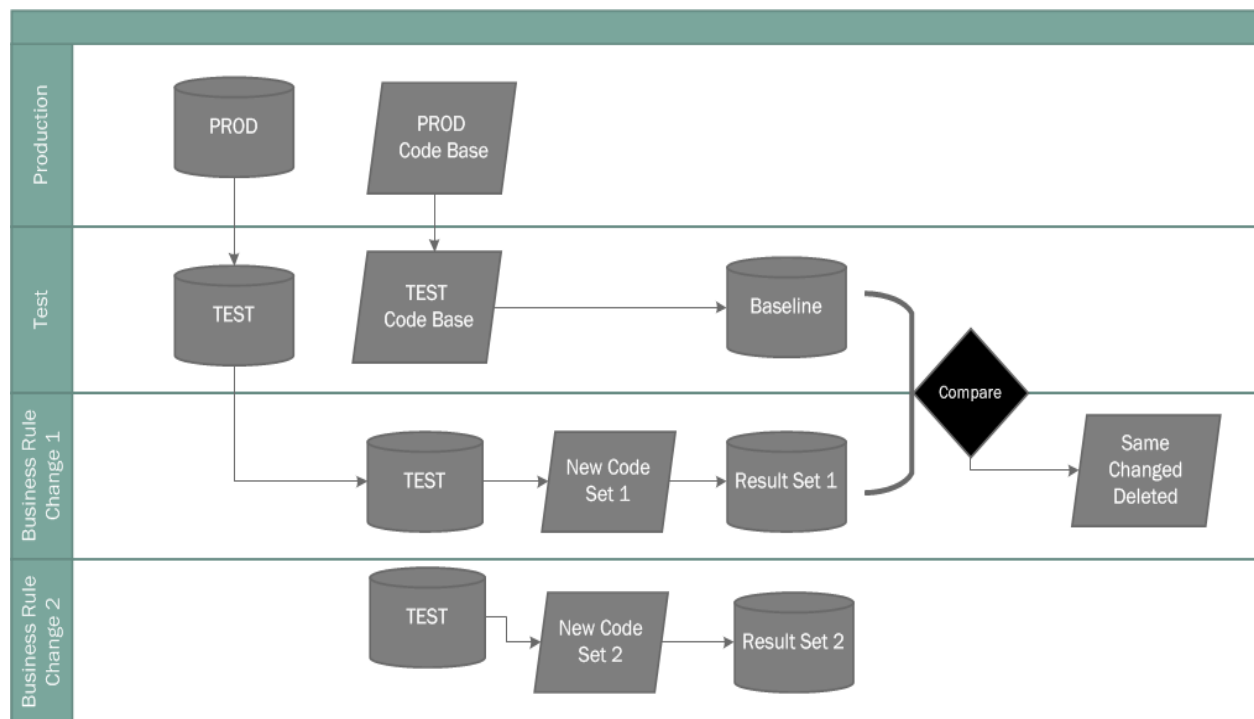 Production
PROD
PROD
Code Base
Test
TEST
TEST
Code Base
Baseline
Compare
Business Rule
Change 1
TEST
New Code
Set 1
Result Set 1
Same
Changed
Deleted
Business Rule
Change 2
TEST
New Code
Set 2
Result Set 2